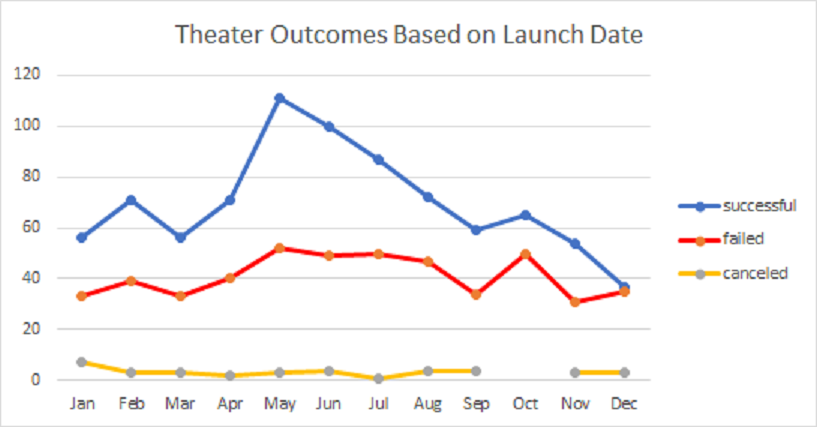 Theater Outcomes Based on Launch Date
120
100
80
60
40
20
0
Jan Feb Mar Apr May Jun Jul Aug Sep Oct Nov Dec
successful
failed
canceled